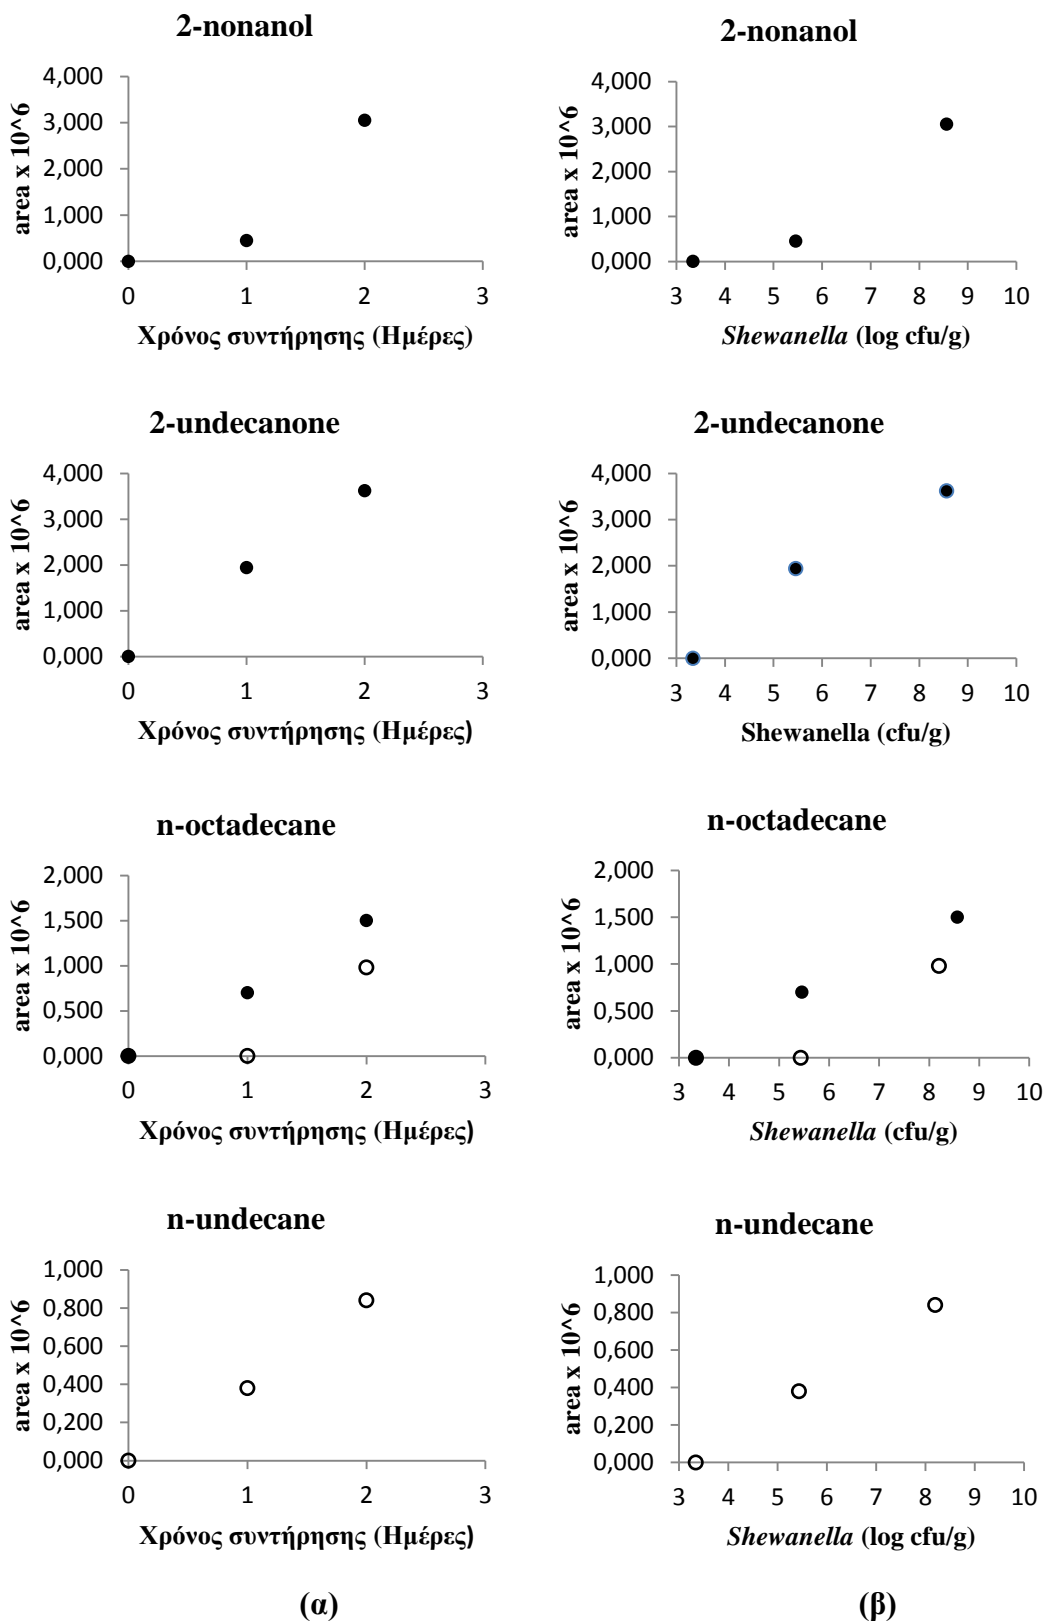 2-nonanol
4,000
3,000
2,000
1,000
0,000
area x 10^6
0 1 2 3
Χρόνος συντήρησης (Ημέρες)
2-nonanol
4,000
3,000
2,000
1,000
0,000
area x 10^6
3 4 5 6 7 8 9 10
Shewanella (log cfu/g)
2-undecanone
4,000
3,000
2,000
1,000
0,000
area x 10^6
0 1 2 3
Χρόνος συντήρησης (Ημέρες)
2-undecanone
4,000
3,000
2,000
1,000
0,000
area x 10^6
3 4 5 6 7 8 9 10
Shewanella (cfu/g)
n-octadecane
2,000
1,500
1,000
0,500
0,000
area x 10^6
0 1 2 3
Χρόνος συντήρησης (Ημέρες)
n-octadecane
2,000
1,500
1,000
0,500
0,000
area x 10^6
3 4 5 6 7 8 9 10
Shewanella (cfu/g)
n-undecane
1,000
0,800
0,600
0,400
0,200
0,000
area x 10^6
0 1 2 3
Χρόνος συντήρησης (Ημέρες)
n-undecane
1,000
0,800
0,600
0,400
0,200
0,000
area x 10^6
3 4 5 6 7 8 9 10
Shewanella (log cfu/g)
(α)
(β)